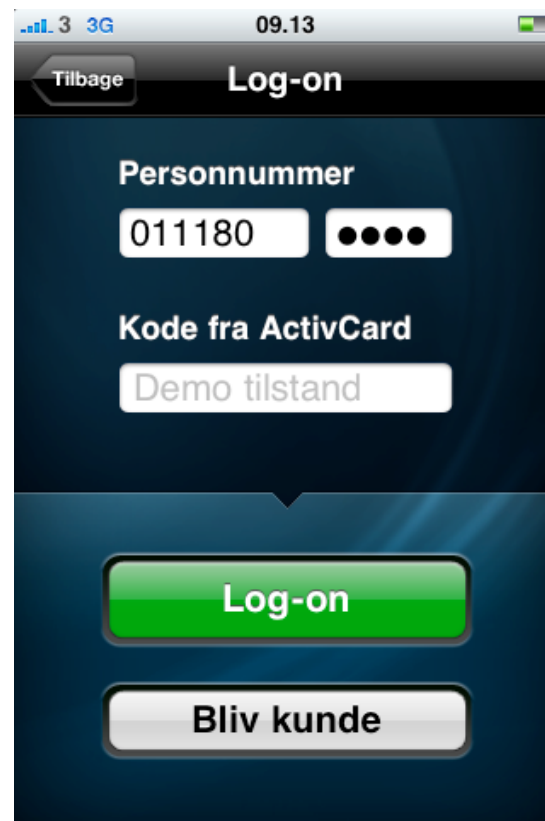 3 3G 09.13
Tilbage Log-on
Personnummer
011180 ●●●●
Kode fra ActivCard
Demo tilstand
Log-on
Bliv kunde